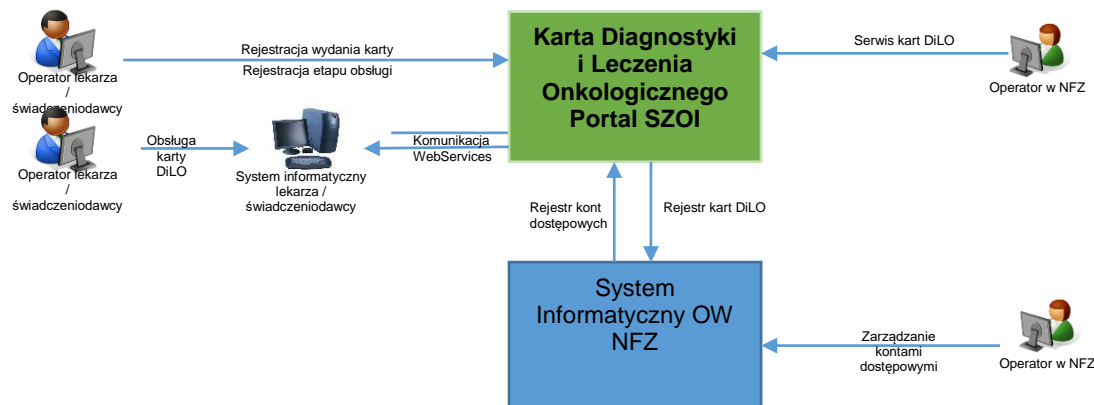 Rejestracja wydania karty
Rejestracja etapu obsługi
Operator lekarza
/
świadczeniodawcy
Karta Diagnostyki
i Leczenia
Onkologicznego
Portal SZOI
Serwis kart DiLO
Operator w NFZ
Operator lekarza
/
świadczeniodawcy
Obsługa
karty
DiLO
System informatyczny
lekarza /
świadczeniodawcy
Komunikacja
WebServices
Rejestr kont
dostępowych
Rejestr kart DiLO
System
Informatyczny OW
NFZ
Zarządzanie
kontami
dostępowymi
Operator w NFZ